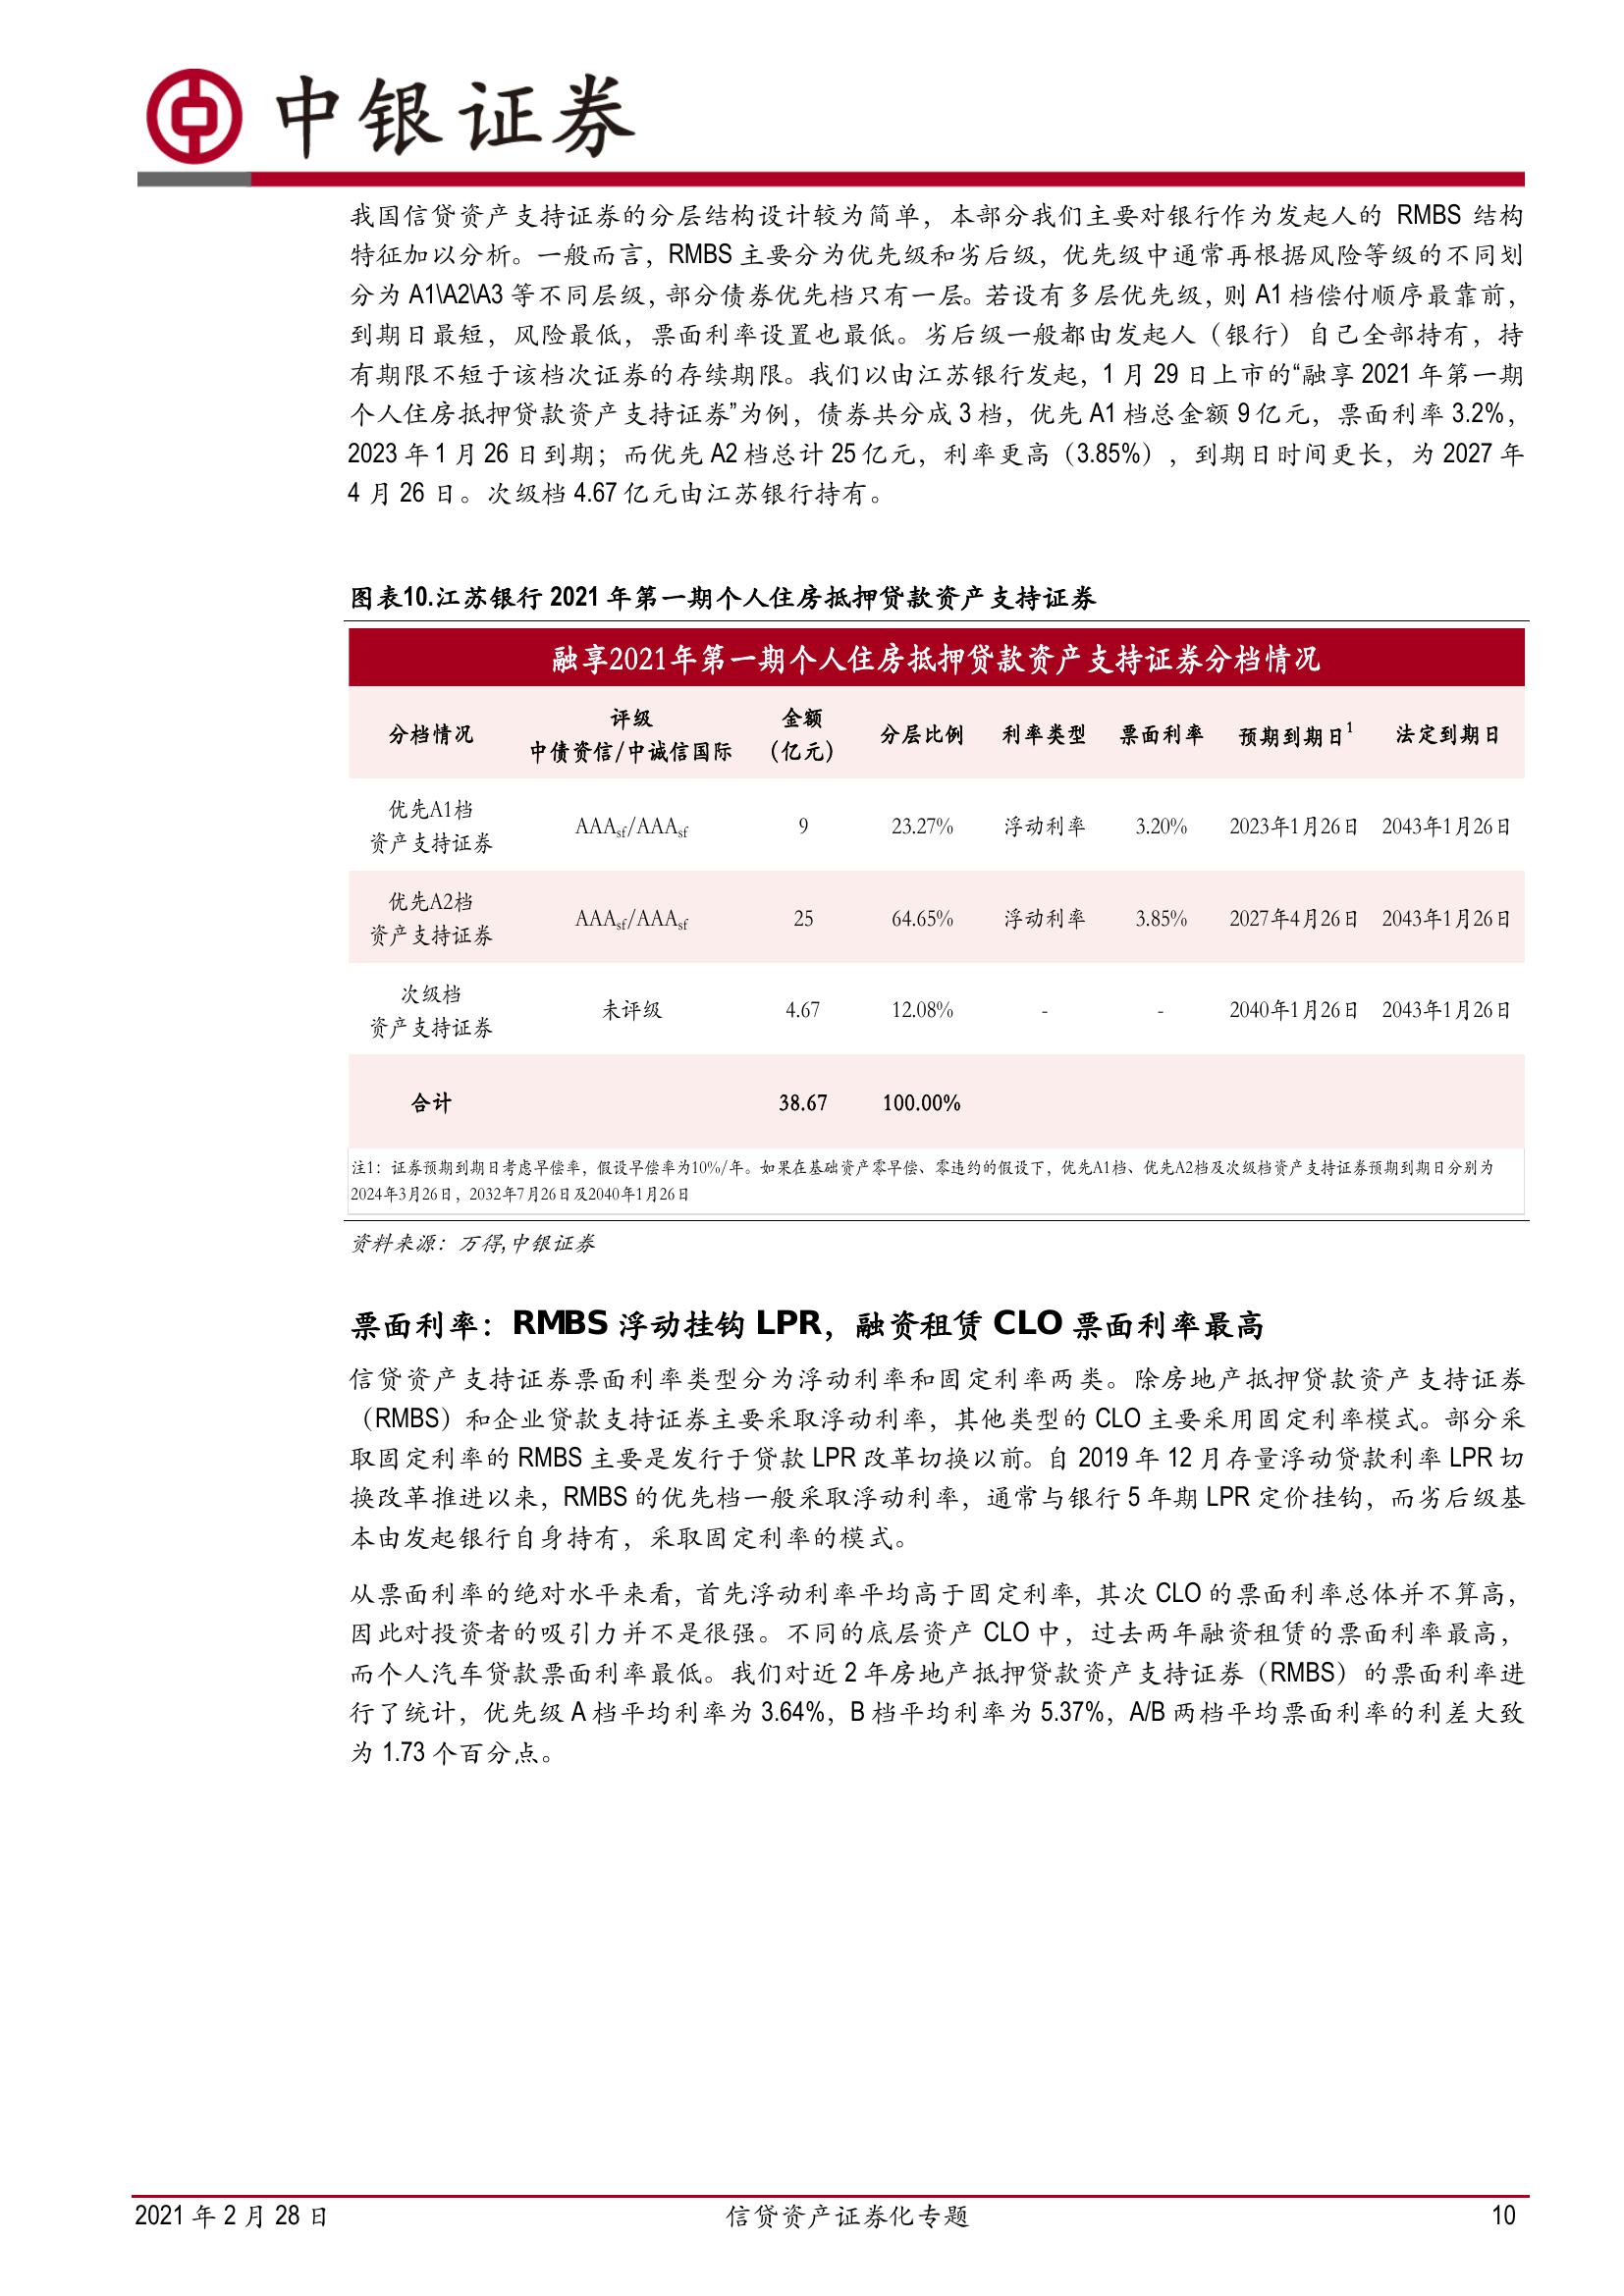 中银证券
我国信贷资产支持证券的分层结构设计较为简单，本部分我们主要对银行作为发起人的 RMBS 结构
特征加以分析。一般而言，RMBS 主要分为优先级和劣后级，优先级中通常再根据风险等级的不同划
分为 A1\A2\A3 等不同层级，部分债券优先档只有一层。若设有多层优先级，则 A1 档偿付顺序最靠前，
到期日最短，风险最低，票面利率设置也最低。劣后级一般都由发起人（银行）自己全部持有，持
有期限不短于该档次证券的存续期限。我们以由江苏银行发起，1 月 29 日上市的“融享 2021 年第一期
个人住房抵押贷款资产支持证券”为例，债券共分成 3 档，优先 A1 档总金额 9 亿元，票面利率 3.2%，
2023 年 1 月 26 日到期；而优先 A2 档总计 25 亿元，利率更高（3.85%），到期日时间更长，为 2027 年
4 月 26 日。次级档 4.67 亿元由江苏银行持有。
图表10.江苏银行 2021 年第一期个人住房抵押贷款资产支持证券
融享2021年第一期个人住房抵押贷款资产支持证券分档情况
分档情况 评级 中债资信/中诚信国际 金额（亿元） 分层比例 利率类型 票面利率 预期到期日1 法定到期日
优先A1档 资产支持证券 AAAsf/AAAsf 9 23.27% 浮动利率 3.20% 2023年1月26日 2043年1月26日
优先A2档 资产支持证券 AAAsf/AAAsf 25 64.65% 浮动利率 3.85% 2027年4月26日 2043年1月26日
次级档 资产支持证券 未评级 4.67 12.08% - - 2040年1月26日 2043年1月26日
合计 38.67 100.00%
注1：证券预期到期日考虑早偿率，假设早偿率为10%/年。如果在基础资产零早偿、零违约的假设下，优先A1档、优先A2档及次级档资产支持证券预期到期日分别为
2024年3月26日，2032年7月26日及2040年1月26日
资料来源：万得,中银证券
票面利率：RMBS 浮动挂钩 LPR，融资租赁 CLO 票面利率最高
信贷资产支持证券票面利率类型分为浮动利率和固定利率两类。除房地产抵押贷款资产支持证券
（RMBS）和企业贷款支持证券主要采取浮动利率，其他类型的 CLO 主要采用固定利率模式。部分采
取固定利率的 RMBS 主要是发行于贷款 LPR 改革切换以前。自 2019 年 12 月存量浮动贷款利率 LPR 切
换改革推进以来，RMBS 的优先档一般采取浮动利率，通常与银行 5 年期 LPR 定价挂钩，而劣后级基
本由发起银行自身持有，采取固定利率的模式。
从票面利率的绝对水平来看，首先浮动利率平均高于固定利率，其次 CLO 的票面利率总体并不算高，
因此对投资者的吸引力并不是很强。不同的底层资产 CLO 中，过去两年融资租赁的票面利率最高，
而个人汽车贷款票面利率最低。我们对近 2 年房地产抵押贷款资产支持证券（RMBS）的票面利率进
行了统计，优先级 A 档平均利率为 3.64%，B 档平均利率为 5.37%，A/B 两档平均票面利率的利差大致
为 1.73 个百分点。
2021 年 2 月 28 日 信贷资产证券化专题 10